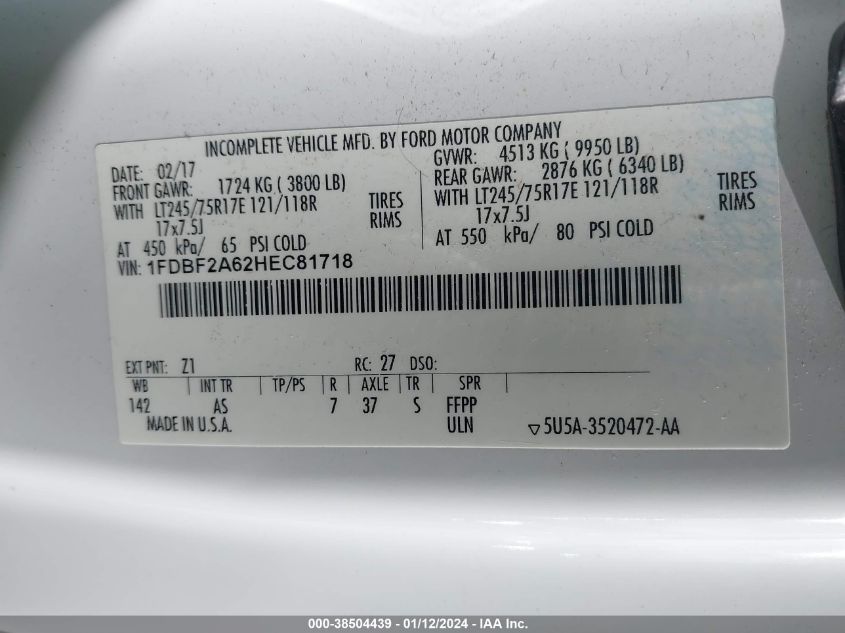 INCOMPLETE VEHICLE MFD. BY FORD MOTOR COMPANY
DATE: 02/17
FRONT GAWR: 1724 KG ( 3800 LB)
WITH LT245/75R17E 121/118R TIRES
17x7.5J RIMS
AT 450 kPa/ 65 PSI COLD
GVWR: 4513 KG ( 9950 LB)
REAR GAWR: 2876 KG ( 6340 LB)
WITH LT245/75R17E 121/118R TIRES
17x7.5J RIMS
AT 550 kPa/ 80 PSI COLD
VIN: 1FDBF2A62HEC81718
EXT PNT: Z1 RC: 27 DSO:
WB INT TR TP/PS R AXLE TR SPR
142 AS 7 37 S FFPP
MADE IN U.S.A. ULN ▽5U5A-3520472-AA
000-38504439 - 01/12/2024 - IAA Inc.